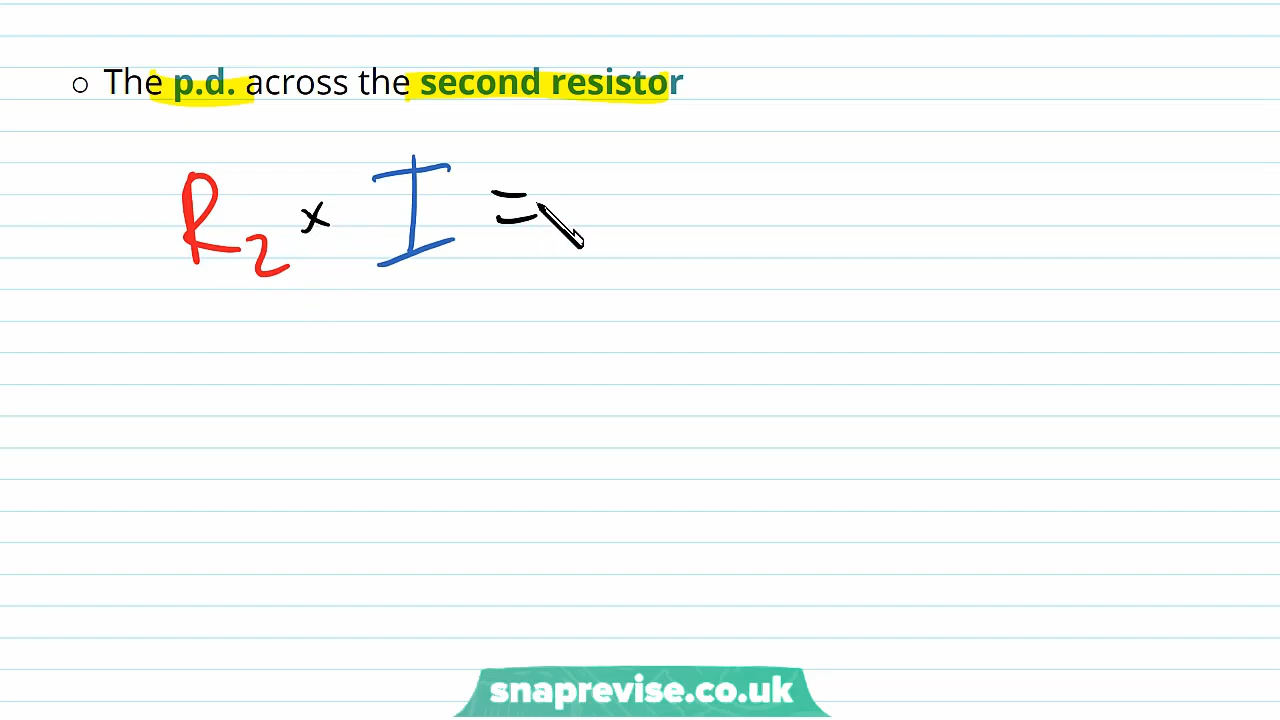 ○ The p.d. across the second resistor
R₂ × I =
snaprevise.co.uk